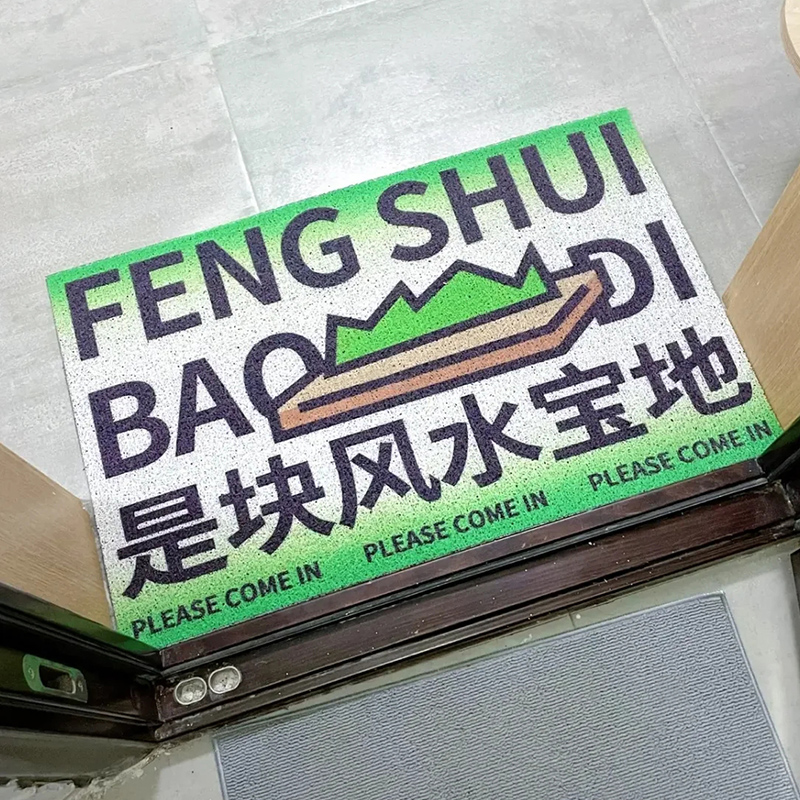 FENG SHUI
BAO DI
是块风水宝地
PLEASE COME IN PLEASE COME IN PLEASE COME IN